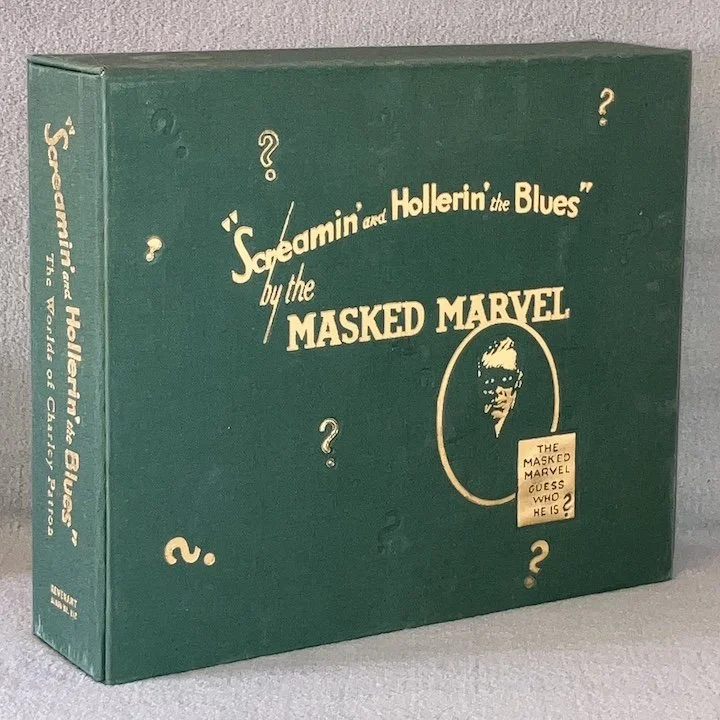 "Screamin' and Hollerin' the Blues"
The Worlds of Charley Patton
REVENANT
"Screamin' and Hollerin' the Blues"
by the
MASKED MARVEL
THE
MASKED
MARVEL
GUESS
WHO
HE IS?
?
?
?
?
?
?
?